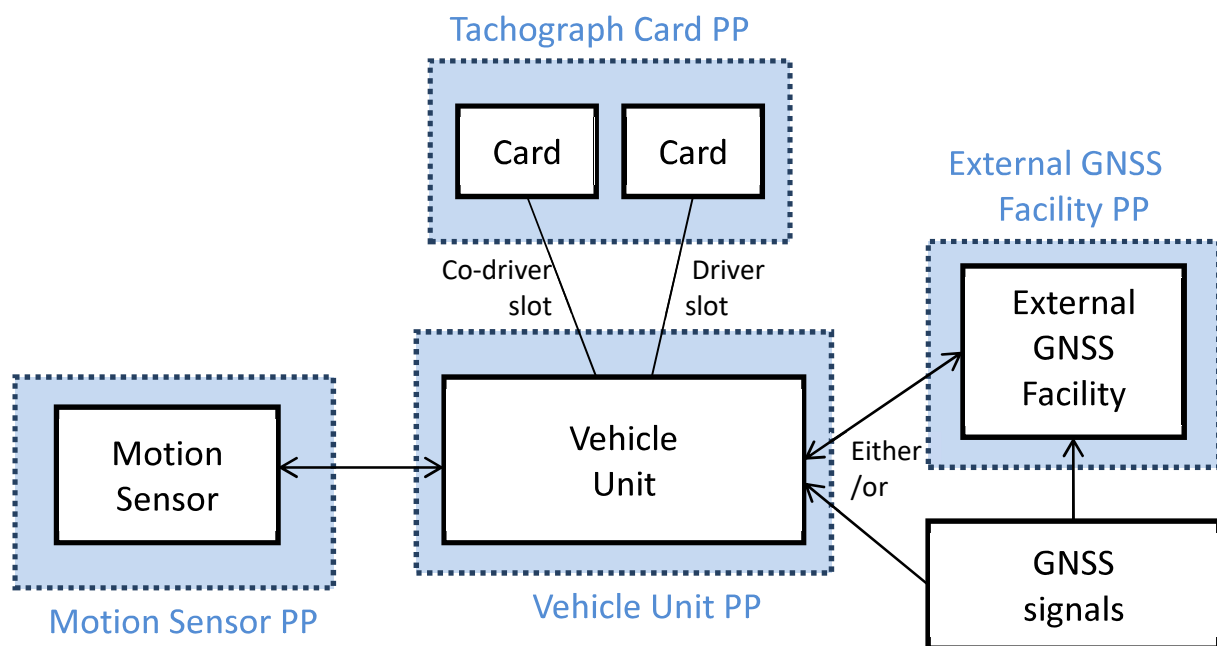 Tachograph Card PP
Card
Card
External GNSS
Facility PP
Co-driver
slot
Driver
slot
External
GNSS
Facility
Motion
Sensor
Vehicle
Unit
Either
/or
GNSS
signals
Motion Sensor PP
Vehicle Unit PP